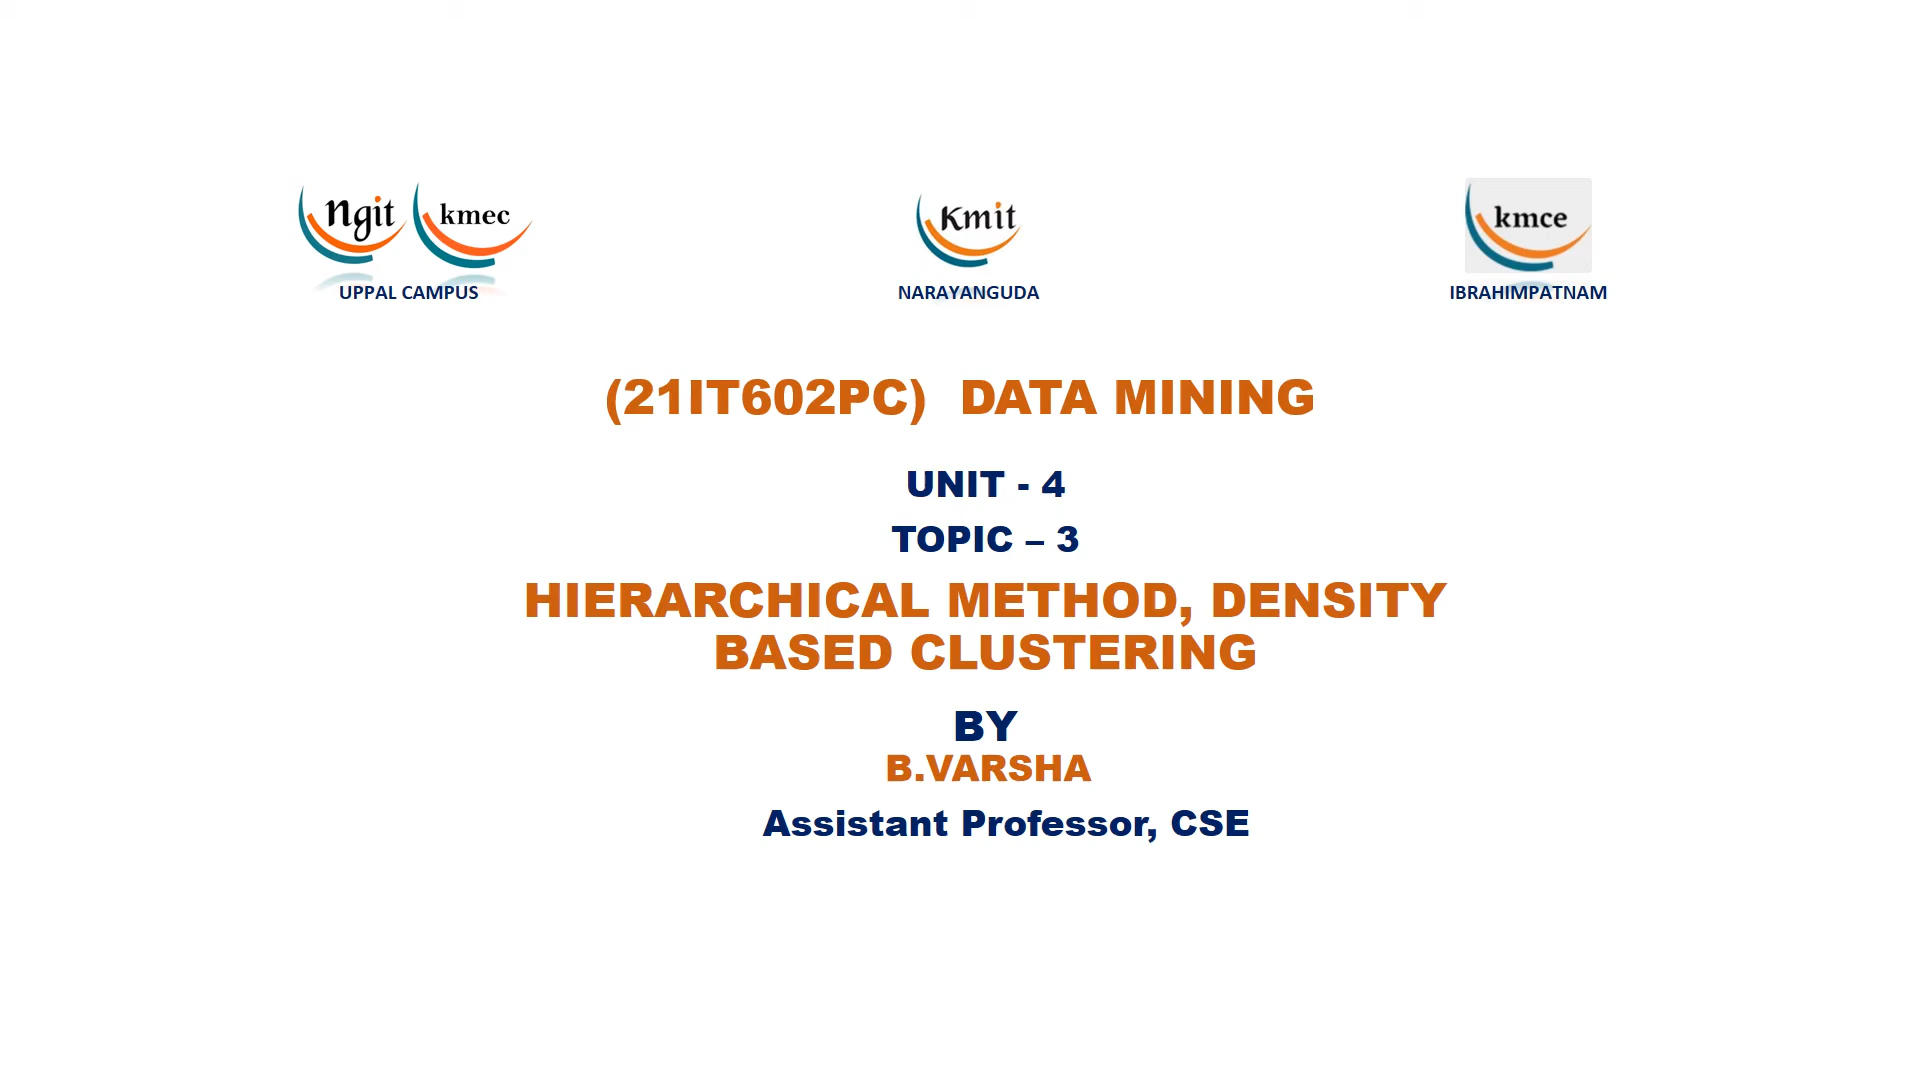 Ngit kmec Kmit kmce
UPPAL CAMPUS NARAYANGUDA IBRAHIMPATNAM
(21IT602PC) DATA MINING
UNIT - 4
TOPIC – 3
HIERARCHICAL METHOD, DENSITY
BASED CLUSTERING
BY
B.VARSHA
Assistant Professor, CSE